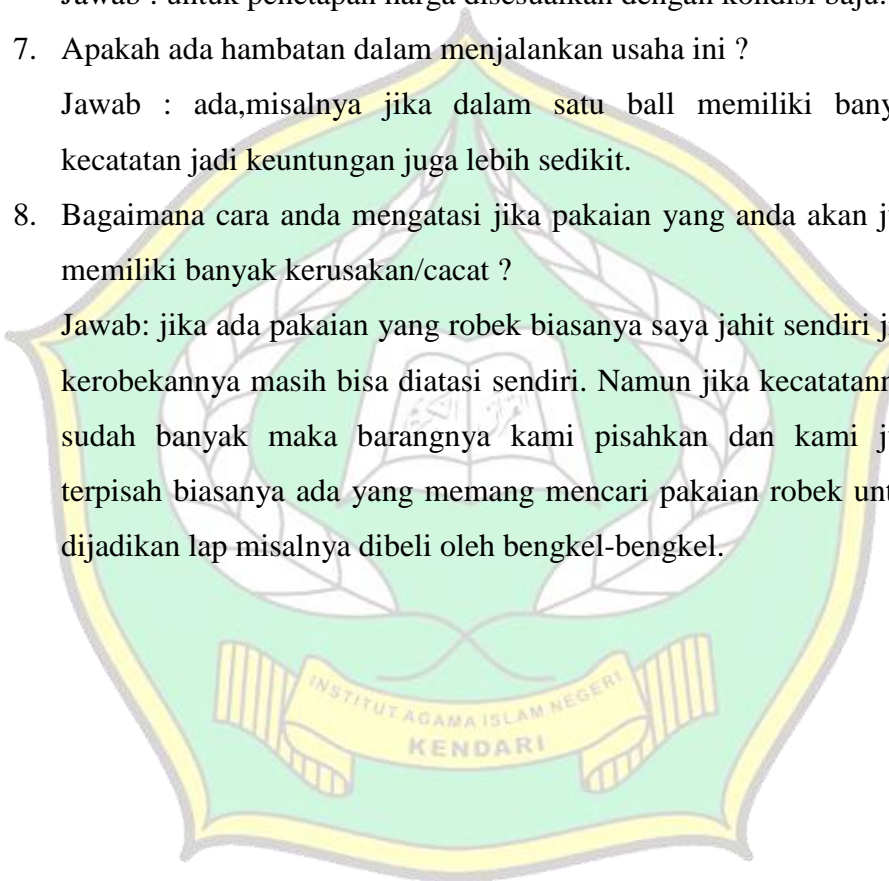 Jawab : untuk penetapan harga disesuaikan dengan kondisi baju.
7. Apakah ada hambatan dalam menjalankan usaha ini ?
Jawab : ada,misalnya jika dalam satu ball memiliki bany
kecatatan jadi keuntungan juga lebih sedikit.
8. Bagaimana cara anda mengatasi jika pakaian yang anda akan ju
memiliki banyak kerusakan/cacat ?
Jawab: jika ada pakaian yang robek biasanya saya jahit sendiri ji
kerobekannya masih bisa diatasi sendiri. Namun jika kecatatann
sudah banyak maka barangnya kami pisahkan dan kami ju
terpisah biasanya ada yang memang mencari pakaian robek unt
dijadikan lap misalnya dibeli oleh bengkel-bengkel.
INSTITUT AGAMA ISLAM NEGERI
KENDARI